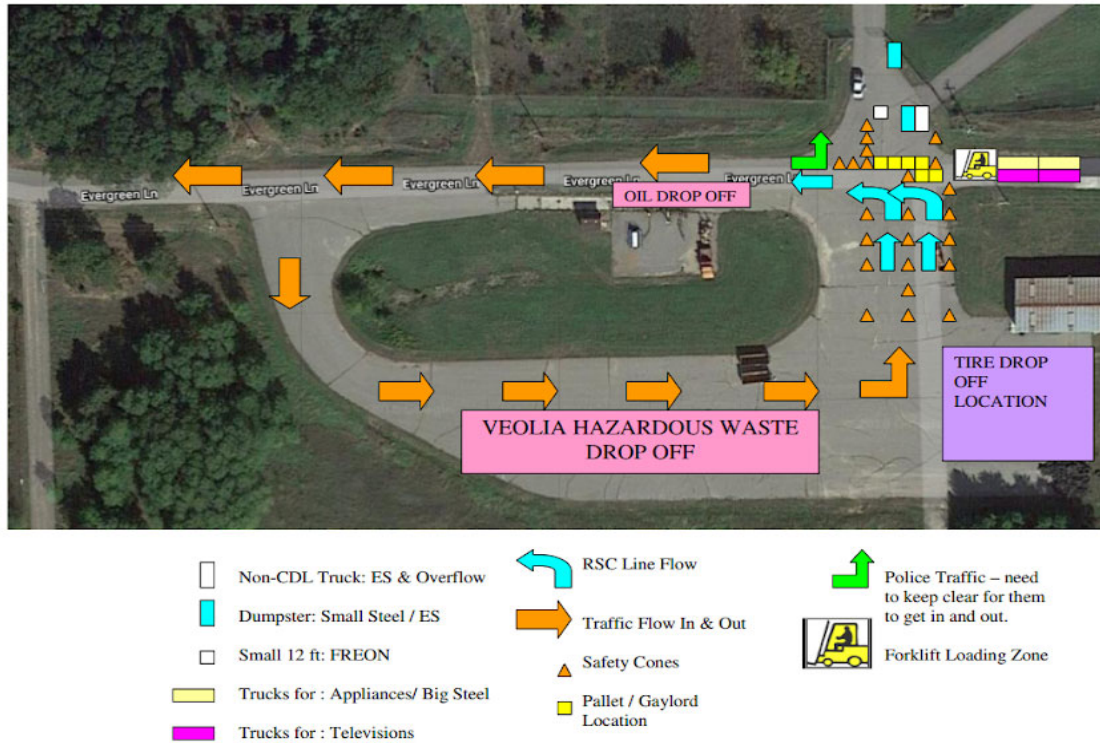 Evergreen Ln
Evergreen Ln
Evergreen Ln
Evergreen Ln
Evergreen Ln
OIL DROP OFF
TIRE DROP
OFF
LOCATION
VEOLIA HAZARDOUS WASTE
DROP OFF
Non-CDL Truck: ES & Overflow
Dumpster: Small Steel / ES
Small 12 ft: FREON
Trucks for : Appliances/ Big Steel
Trucks for : Televisions
RSC Line Flow
Traffic Flow In & Out
Safety Cones
Pallet / Gaylord
Location
Police Traffic – need
to keep clear for them
to get in and out.
Forklift Loading Zone